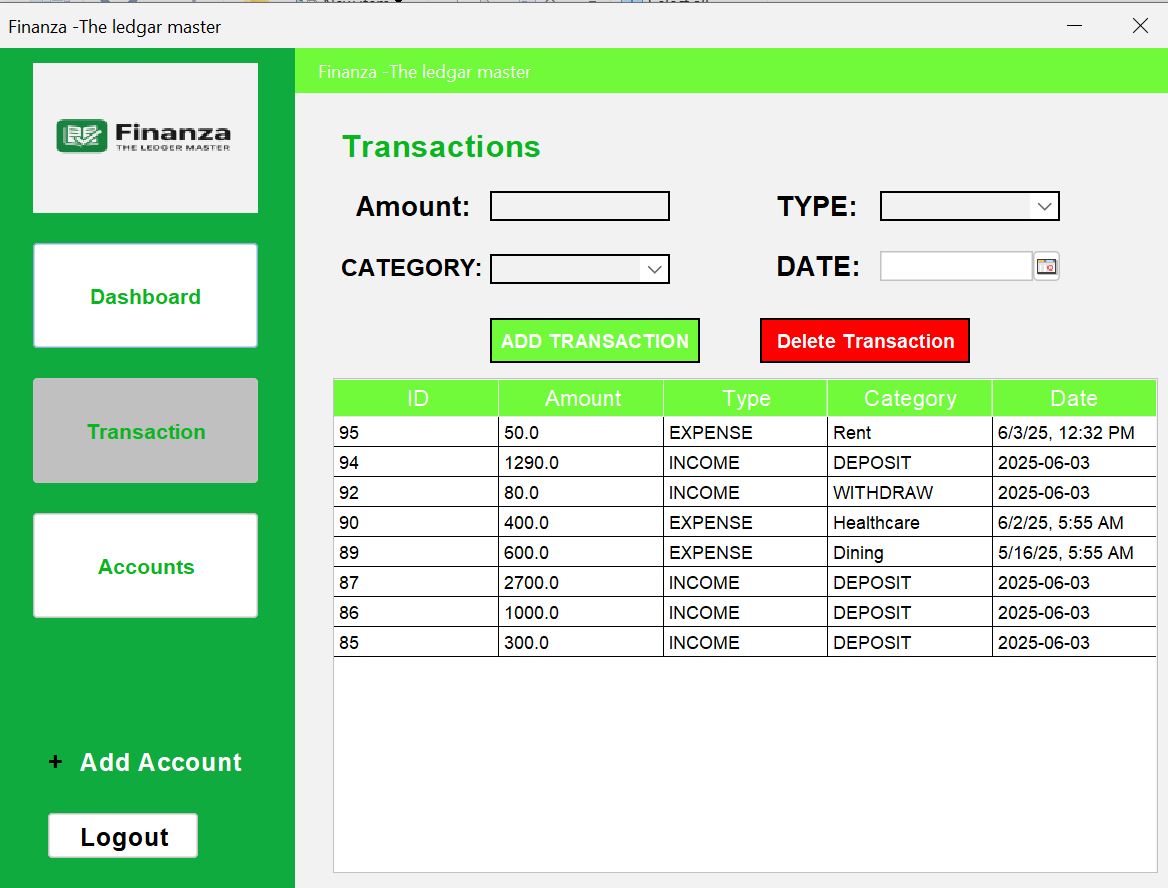 Finanza -The ledgar master
Finanza -The ledgar master
Finanza
THE LEDGER MASTER
Dashboard
Transaction
Accounts
+ Add Account
Logout
Transactions
Amount: TYPE:
CATEGORY: DATE:
ADD TRANSACTION Delete Transaction
ID Amount Type Category Date
95 50.0 EXPENSE Rent 6/3/25, 12:32 PM
94 1290.0 INCOME DEPOSIT 2025-06-03
92 80.0 INCOME WITHDRAW 2025-06-03
90 400.0 EXPENSE Healthcare 6/2/25, 5:55 AM
89 600.0 EXPENSE Dining 5/16/25, 5:55 AM
87 2700.0 INCOME DEPOSIT 2025-06-03
86 1000.0 INCOME DEPOSIT 2025-06-03
85 300.0 INCOME DEPOSIT 2025-06-03